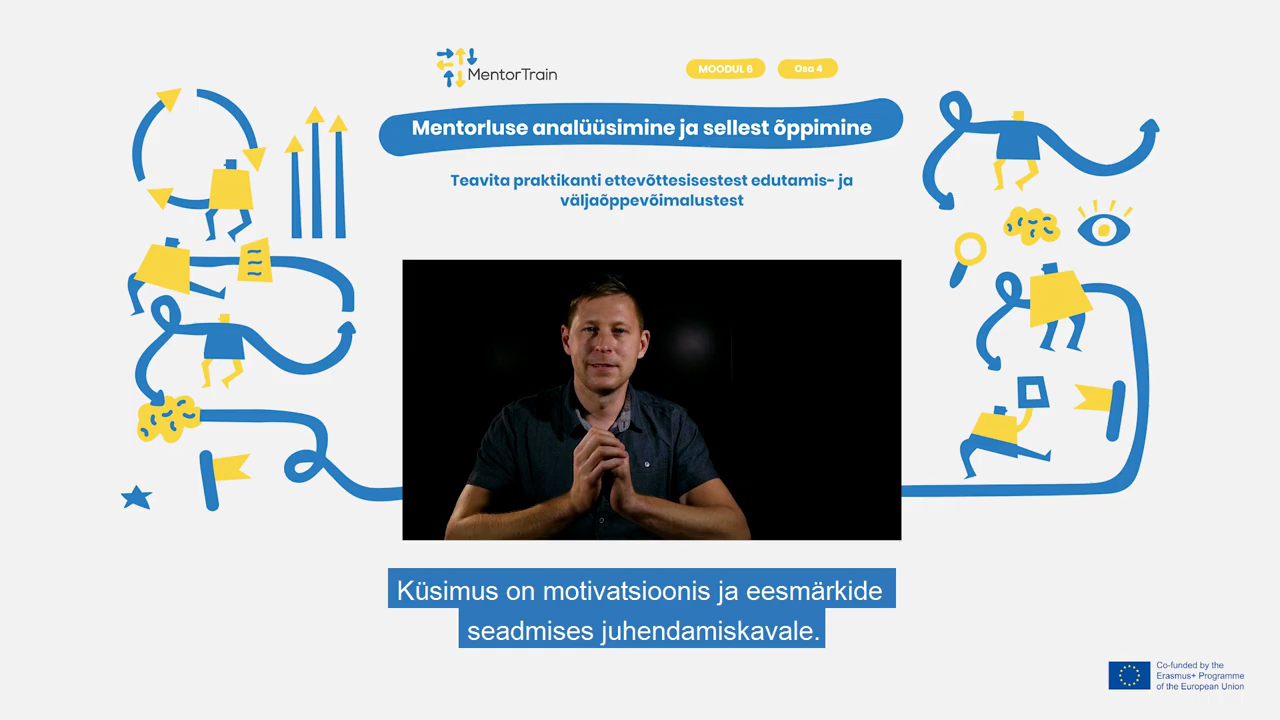 MentorTrain
MOODUL 6
Osa 4
Mentorluse analüüsimine ja sellest õppimine
Teavita praktikanti ettevõttesisestest edutamis- ja
väljaõppevõimalustest
Küsimus on motivatsioonis ja eesmärkide
seadmises juhendamiskavale.
Co-funded by the
Erasmus+ Programme
of the European Union